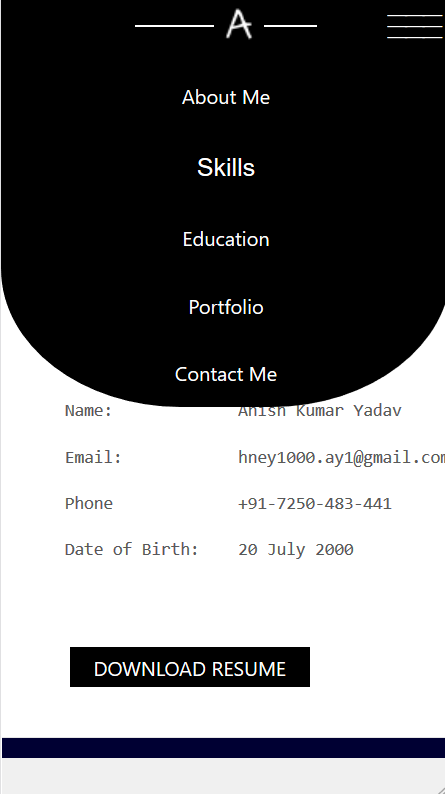 A
About Me
Skills
Education
Portfolio
Contact Me
Name: Anish Kumar Yadav
Email: hney1000.ay1@gmail.com
Phone +91-7250-483-441
Date of Birth: 20 July 2000
DOWNLOAD RESUME